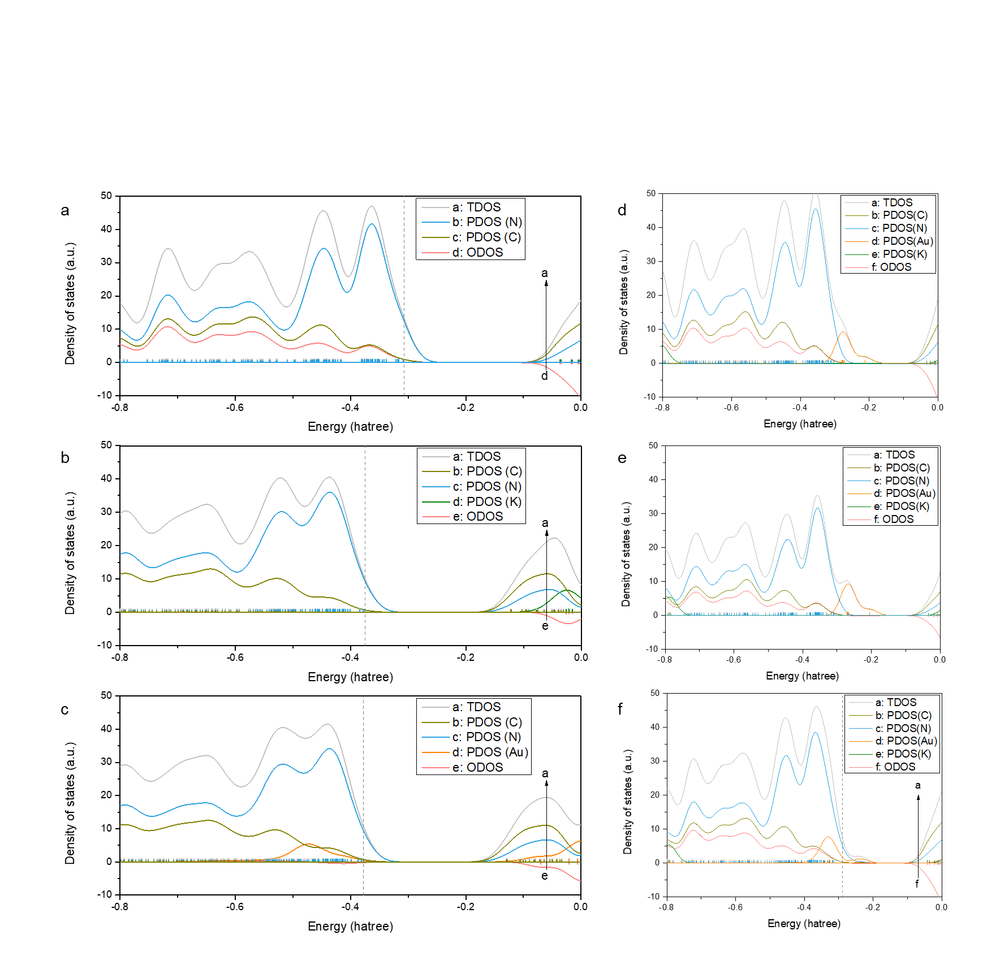 a
50
40
30
20
10
0
-10
-0.8
-0.6
-0.4
-0.2
0.0
Density of states (a.u.)
Energy (hatree)
a: TDOS
b: PDOS (N)
c: PDOS (C)
d: ODOS
a
d
b
50
40
30
20
10
0
-10
-0.8
-0.6
-0.4
-0.2
0.0
Density of states (a.u.)
Energy (hatree)
a: TDOS
b: PDOS (C)
c: PDOS (N)
d: PDOS (K)
e: ODOS
a
e
c
50
40
30
20
10
0
-10
-0.8
-0.6
-0.4
-0.2
0.0
Density of states (a.u.)
Energy (hatree)
a: TDOS
b: PDOS (C)
c: PDOS (N)
d: PDOS (Au)
e: ODOS
a
e
d
50
40
30
20
10
0
-10
-0.8
-0.6
-0.4
-0.2
0.0
Density of states (a.u.)
Energy (hatree)
a: TDOS
b: PDOS(C)
c: PDOS(N)
d: PDOS(Au)
e: PDOS(K)
f: ODOS
e
50
40
30
20
10
0
-10
-0.8
-0.6
-0.4
-0.2
0.0
Density of states (a.u.)
Energy (hatree)
a: TDOS
b: PDOS(C)
c: PDOS(N)
d: PDOS(Au)
e: PDOS(K)
f: ODOS
f
50
40
30
20
10
0
-10
-0.8
-0.6
-0.4
-0.2
0.0
Density of states (a.u.)
Energy (hatree)
a: TDOS
b: PDOS(C)
c: PDOS(N)
d: PDOS(Au)
e: PDOS(K)
f: ODOS
a
f